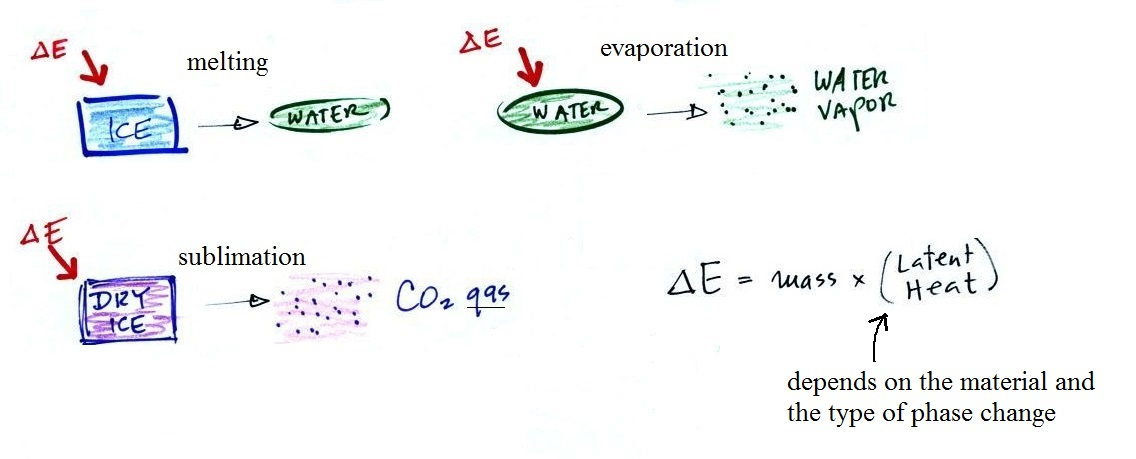 ΔE
melting
ICE
WATER
ΔE
evaporation
WATER
WATER
VAPOR
ΔE
sublimation
DRY
ICE
CO₂ gas
ΔE = mass × (Latent
Heat)
depends on the material and
the type of phase change